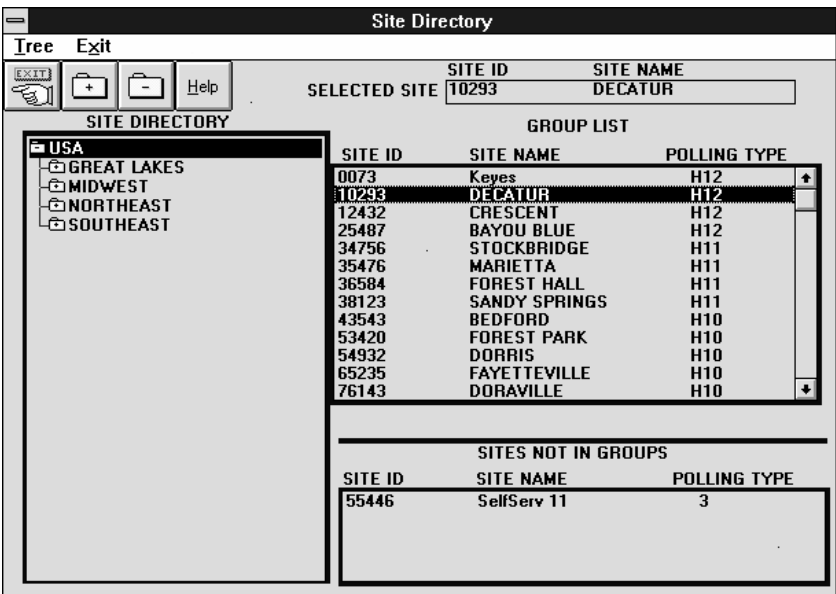 Site Directory
Tree Exit
EXIT + - Help
SITE ID SITE NAME
SELECTED SITE 10293 DECATUR
SITE DIRECTORY
USA
GREAT LAKES
MIDWEST
NORTHEAST
SOUTHEAST
GROUP LIST
SITE ID SITE NAME POLLING TYPE
0073 Keyes H12
10293 DECATUR H12
12432 CRESCENT H12
25487 BAYOU BLUE H12
34756 STOCKBRIDGE H11
35476 MARIETTA H11
36584 FOREST HALL H11
38123 SANDY SPRINGS H11
43543 BEDFORD H10
53420 FOREST PARK H10
54932 DORRIS H10
65235 FAYETTEVILLE H10
76143 DORAVILLE H10
SITES NOT IN GROUPS
SITE ID SITE NAME POLLING TYPE
55446 SelfServ 11 3